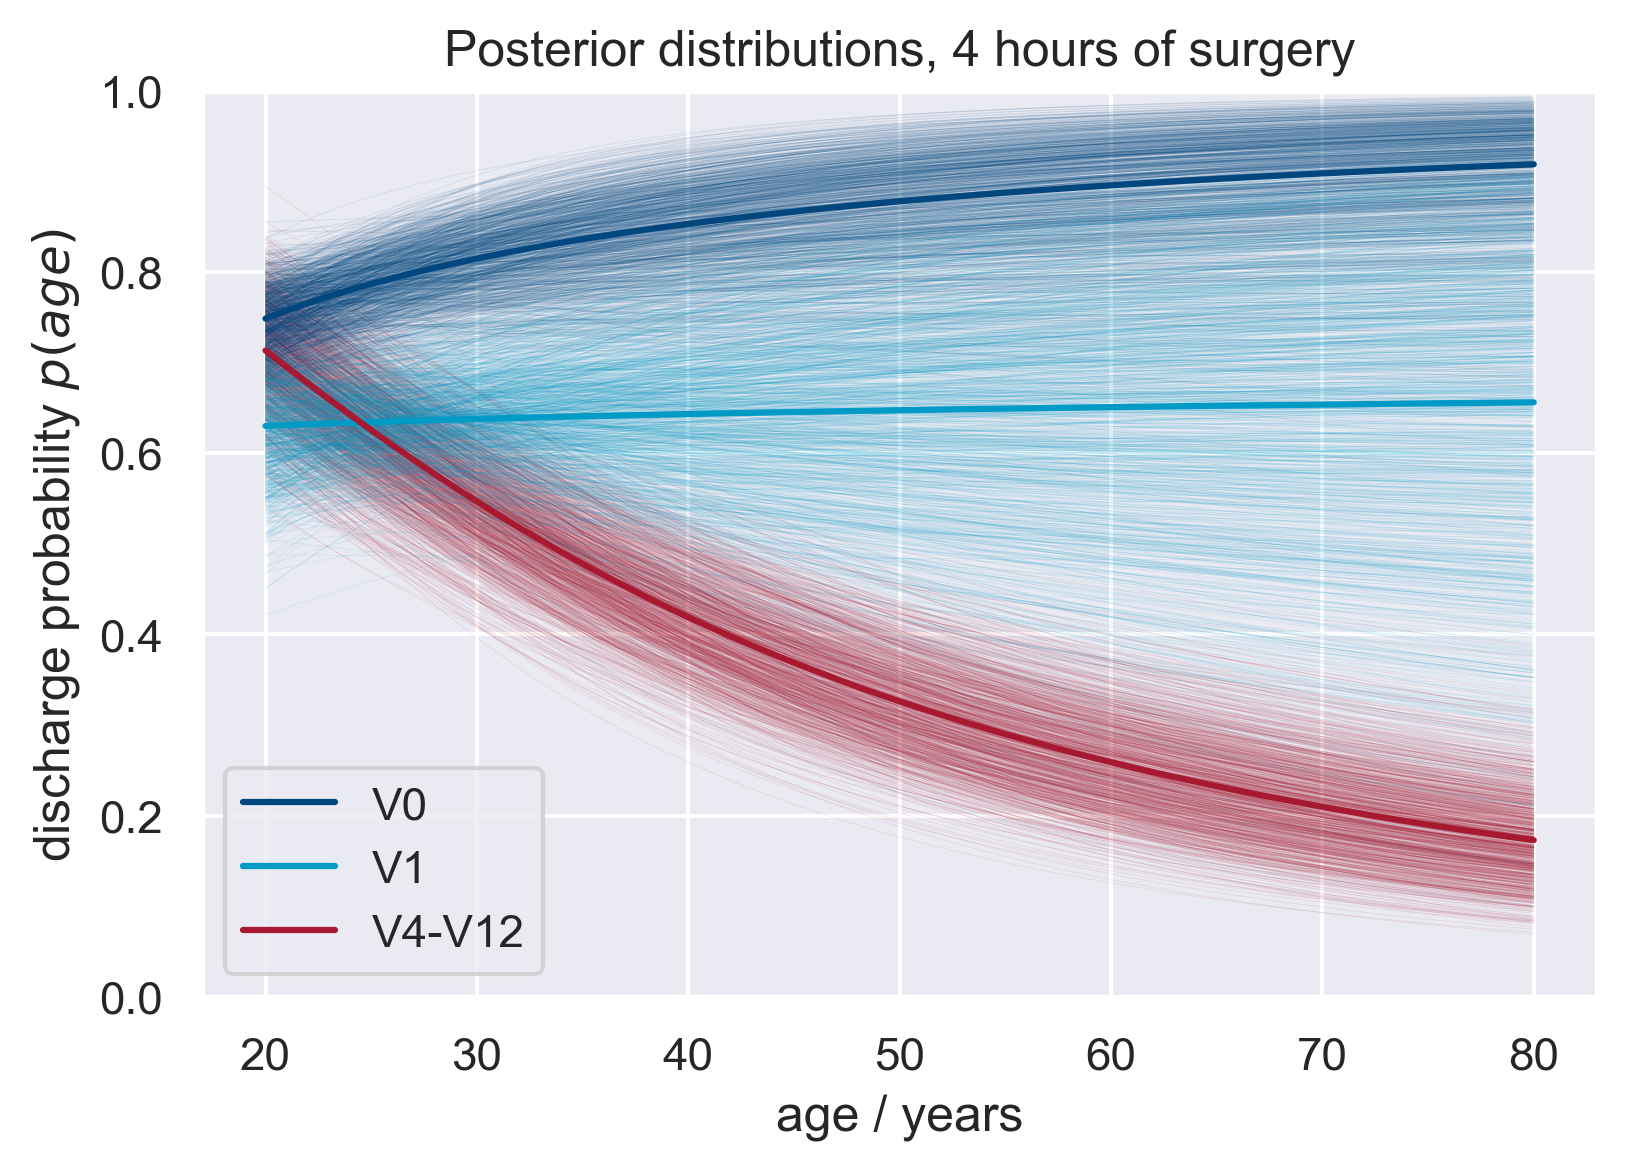 Posterior distributions, 4 hours of surgery
discharge probability p(age)
1.0
0.8
0.6
0.4
0.2
0.0
V0
V1
V4-V12
20 30 40 50 60 70 80
age / years